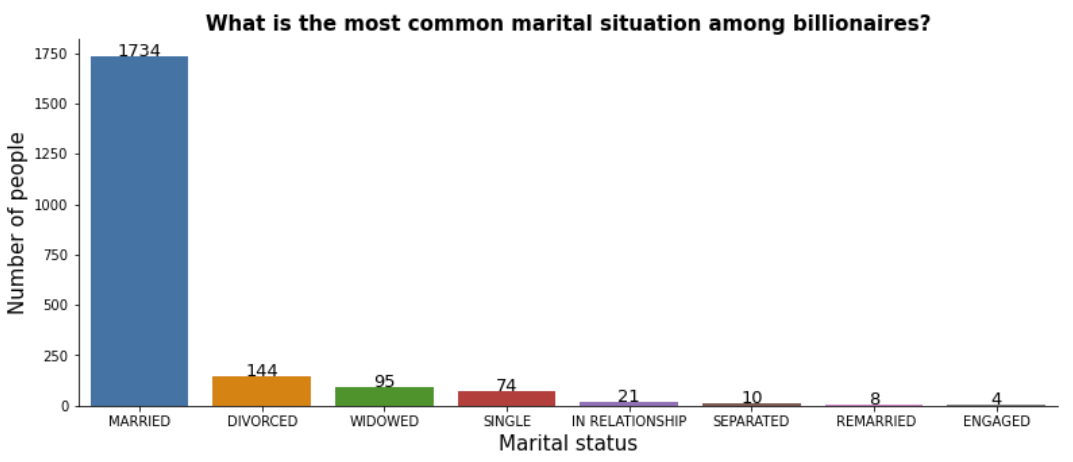 What is the most common marital situation among billionaires?
Number of people
1750
1500
1250
1000
750
500
250
0
1734
144
95
74
21
10
8
4
MARRIED
DIVORCED
WIDOWED
SINGLE
IN RELATIONSHIP
SEPARATED
REMARRIED
ENGAGED
Marital status